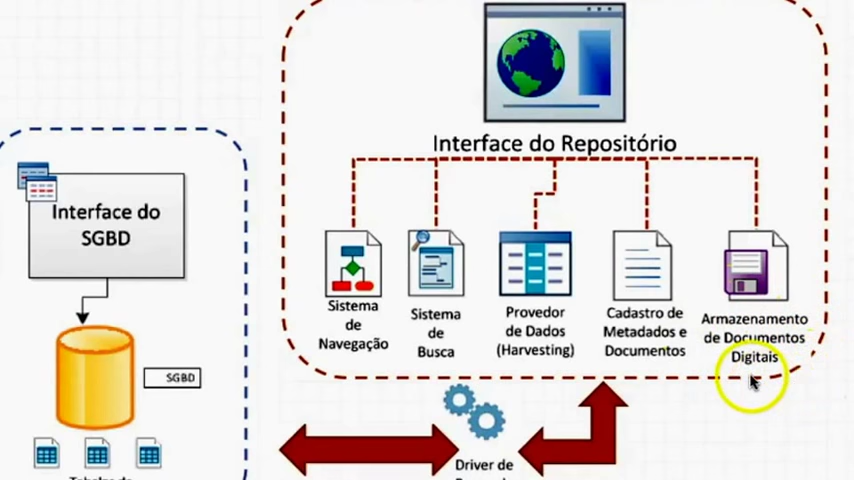 Interface do Repositório
Interface do
SGBD
Sistema
de
Navegação
Sistema
de
Busca
Provedor
de Dados
(Harvesting)
Cadastro de
Metadados e
Documentos
Armazenamento
de Documentos
Digitais
SGBD
Driver de